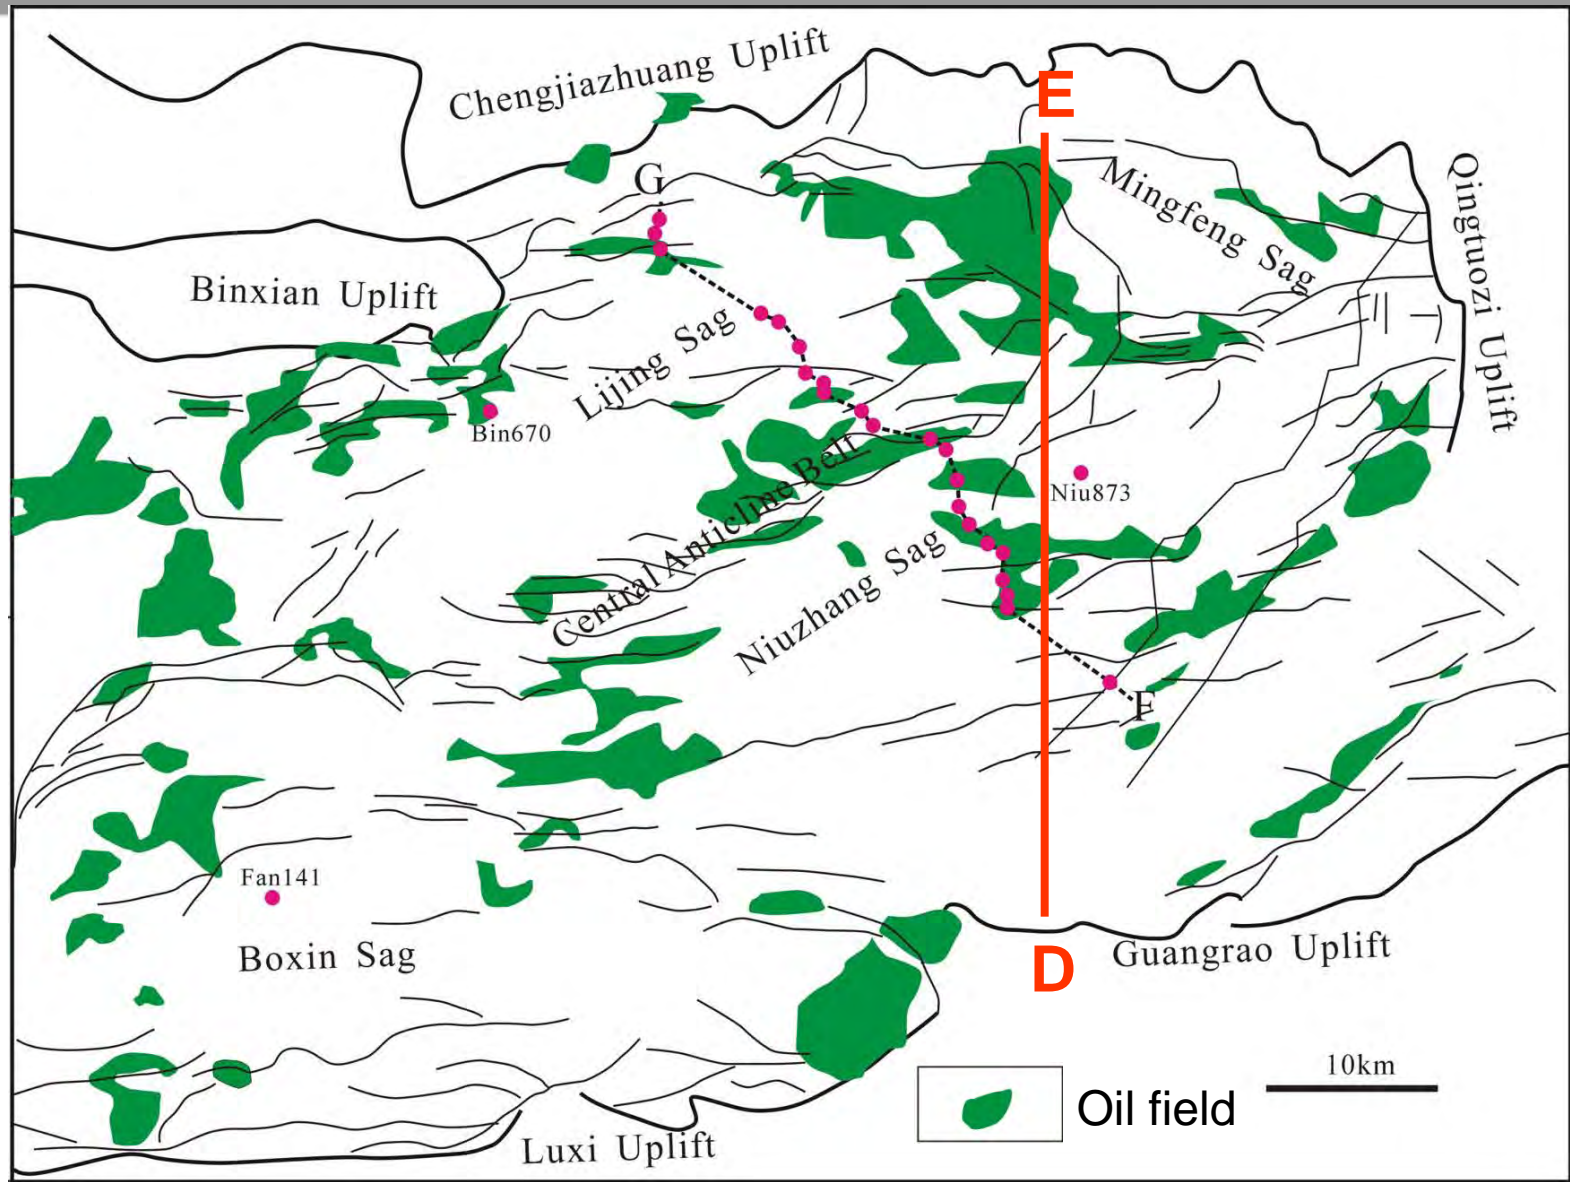 Chengjiazhuang Uplift
E
G
Mingfeng Sag
Qingtuozi Uplift
Binxian Uplift
Lijing Sag
Bin670
Central Anticline Belt
Niu873
Niuzhang Sag
F
Fan141
Boxin Sag
D
Guangrao Uplift
10km
Oil field
Luxi Uplift